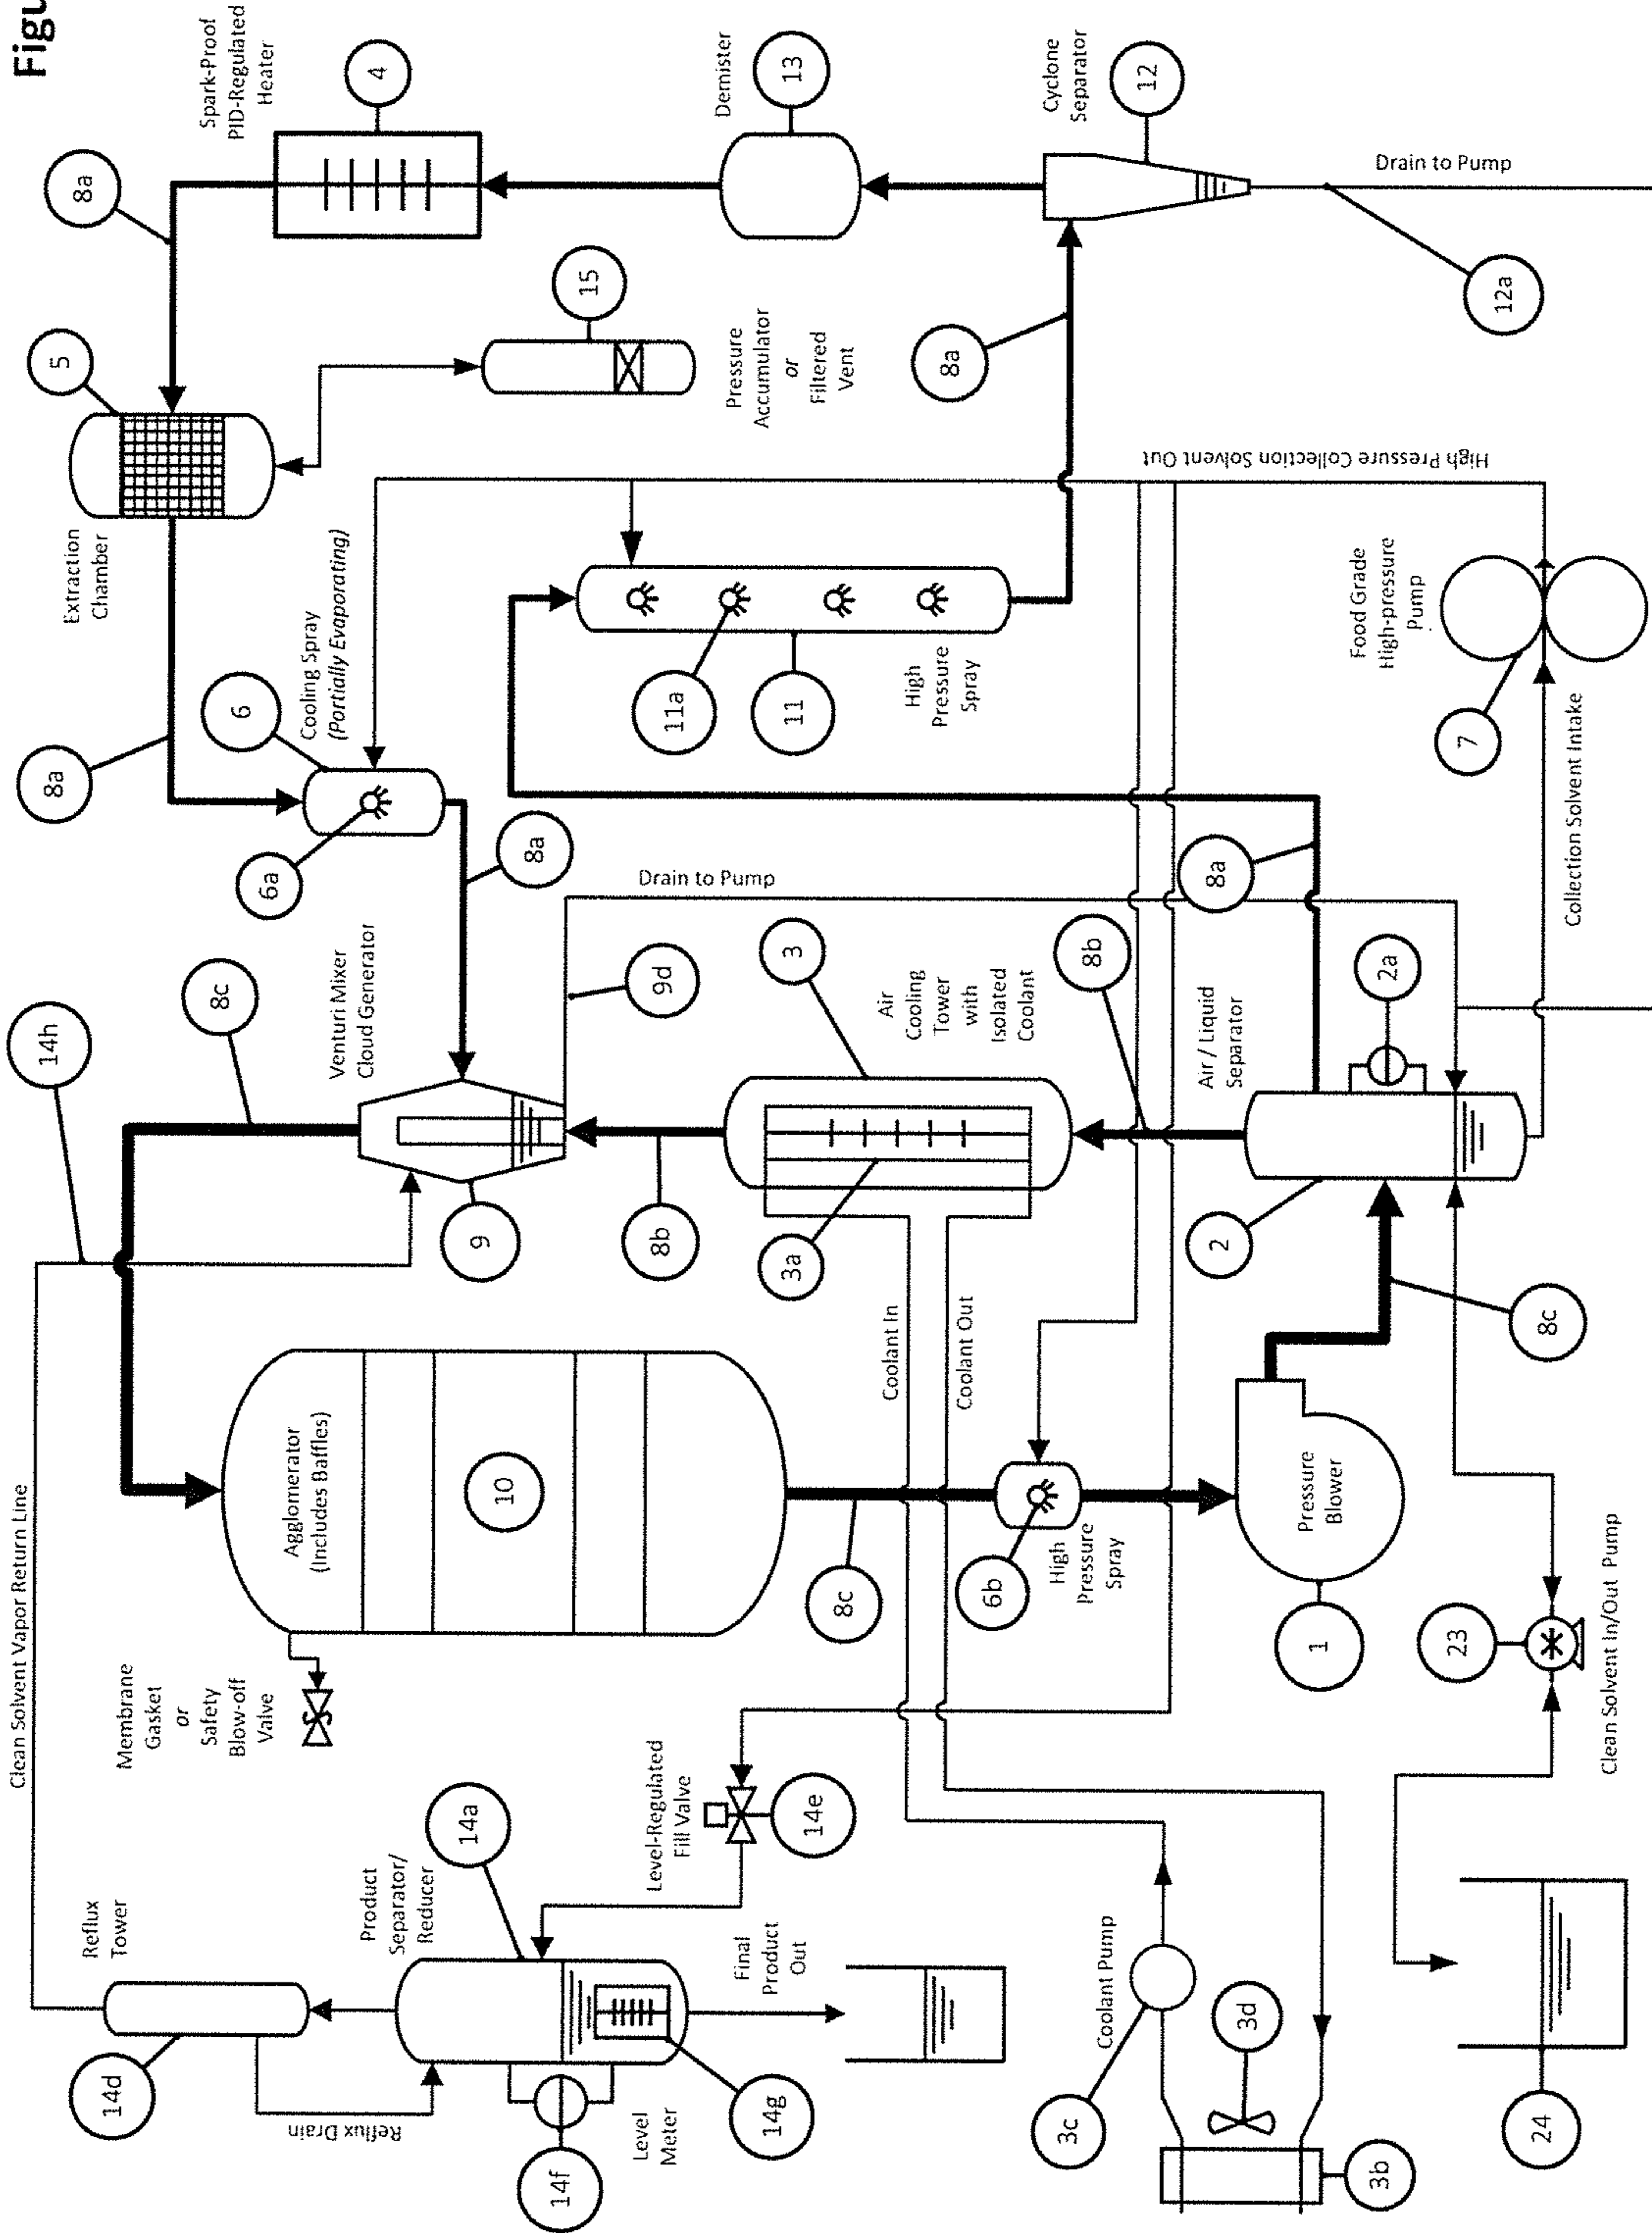 Figu
Spark-Proof
PID-Regulated
Heater
4
8a
Demister
13
Cyclone
Separator
12
Drain to Pump
12a
5
Extraction
Chamber
15
Pressure
Accumulator
or
Filtered
Vent
8a
8a
6
Cooling Spray
(Partially Evaporating)
6a
8a
11a
11
High
Pressure
Spray
High Pressure Collection Solvent Out
Food Grade
High-pressure
Pump
7
Collection Solvent Intake
14h
8c
Venturi Mixer
Cloud Generator
9
Drain to Pump
9d
8b
3
Air
Cooling
Tower
with
Isolated
Coolant
3a
8b
8a
Air / Liquid
Separator
2a
2
8c
Clean Solvent Vapor Return Line
Agglomerator
(Includes Baffles)
10
Membrane
Gasket
or
Safety
Blow-off
Valve
8c
Coolant In
Coolant Out
6b
High
Pressure
Spray
Pressure
Blower
1
23
Clean Solvent In/Out Pump
Reflux
Tower
14d
Reflux Drain
Product
Separator/
Reducer
14a
Level-Regulated
Fill Valve
14e
Final
Product
Out
14g
Level
Meter
14f
Coolant Pump
3c
3d
3b
24